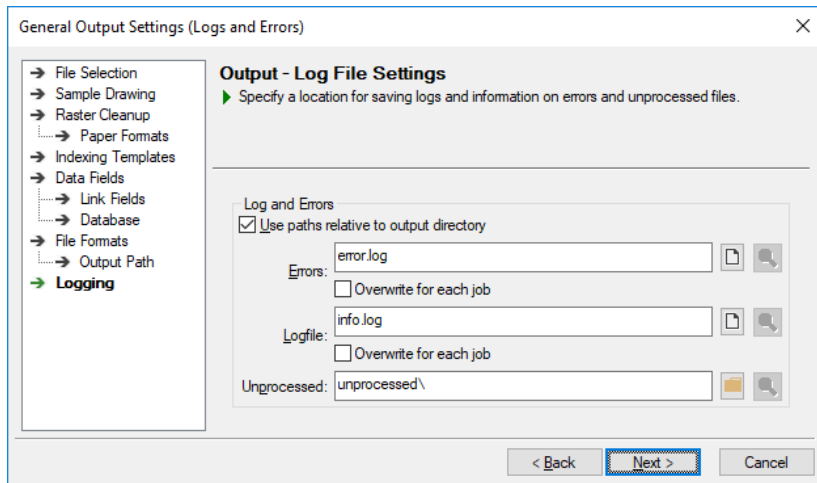 General Output Settings (Logs and Errors)
File Selection
Sample Drawing
Raster Cleanup
Paper Formats
Indexing Templates
Data Fields
Link Fields
Database
File Formats
Output Path
Logging
Output - Log File Settings
Specify a location for saving logs and information on errors and unprocessed files.
Log and Errors
Use paths relative to output directory
Errors: error.log
Overwrite for each job
Logfile: info.log
Overwrite for each job
Unprocessed: unprocessed\
< Back Next > Cancel